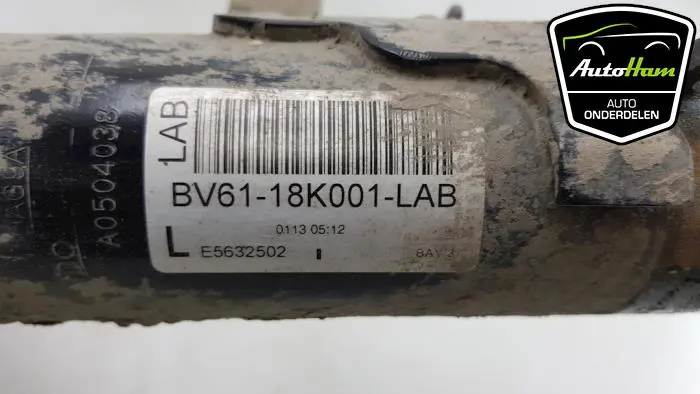 LAB
BV61-18K001-LAB
0113 05:12
L E5632502
BAY 3
A0504038
AutoHam
AUTO
ONDERDELEN